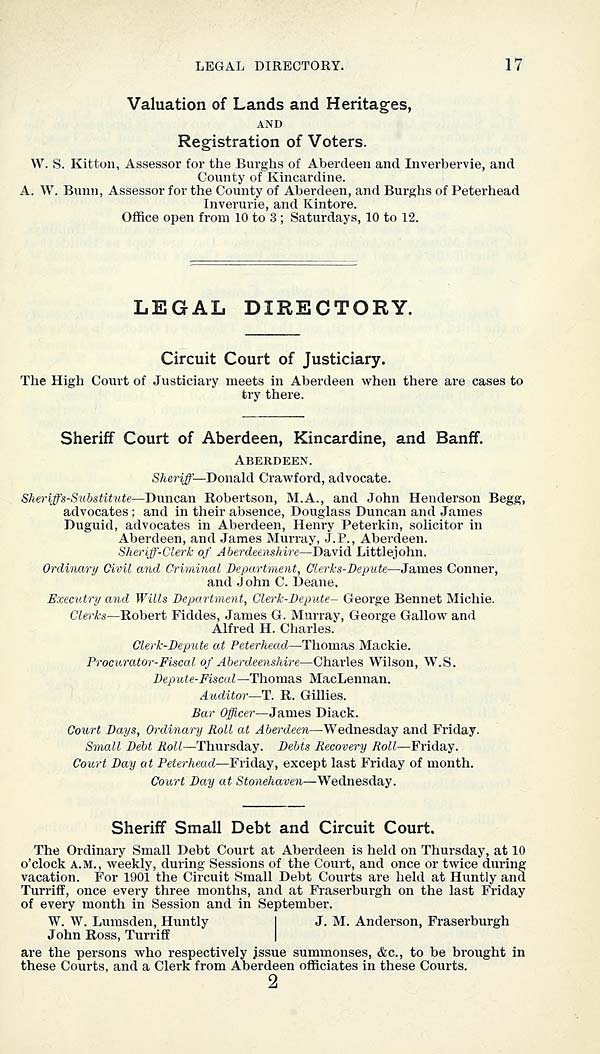 LEGAL DIRECTORY. 17
Valuation of Lands and Heritages,
AND
Registration of Voters.
W. S. Kitton, Assessor for the Burghs of Aberdeen and Inverbervie, and
County of Kincardine.
A. W. Bunn, Assessor for the County of Aberdeen, and Burghs of Peterhead
Inverurie, and Kintore.
Office open from 10 to 3 ; Saturdays, 10 to 12.
LEGAL DIRECTORY.
Circuit Court of Justiciary.
The High Court of Justiciary meets in Aberdeen when there are cases to
try there.
Sheriff Court of Aberdeen, Kincardine, and Banff.
ABERDEEN.
Sheriff—Donald Crawford, advocate.
Sheriffs-Substitute—Duncan Robertson, M.A., and John Henderson Begg,
advocates ; and in their absence, Douglass Duncan and James
Duguid, advocates in Aberdeen, Henry Peterkin, solicitor in
Aberdeen, and James Murray, J.P., Aberdeen.
Sheriff-Clerk of Aberdeenshire—David Littlejohn.
Ordinary Civil and Criminal Department, Clerks-Depute—James Conner,
and John C. Deane.
Executry and Wills Department, Clerk-Depute- George Bennet Michie.
Clerks—Robert Fiddes, James G. Murray, George Gallow and
Alfred H. Charles.
Clerk-Depute at Peterhead—Thomas Mackie.
Procurator-Fiscal of Aberdeenshire—Charles Wilson, W.S.
Depute-Fiscal—Thomas MacLennan.
Auditor—T. R. Gillies.
Bar Officer—James Diack.
Court Days, Ordinary Roll at Aberdeen—Wednesday and Friday.
Small Debt Roll—Thursday. Debts Recovery Roll—Friday.
Court Day at Peterhead—Friday, except last Friday of month.
Court Day at Stonehaven—Wednesday.
Sheriff Small Debt and Circuit Court.
The Ordinary Small Debt Court at Aberdeen is held on Thursday, at 10
o'clock A.M., weekly, during Sessions of the Court, and once or twice during
vacation. For 1901 the Circuit Small Debt Courts are held at Huntly and
Turriff, once every three months, and at Fraserburgh on the last Friday
of every month in Session and in September.
W. W. Lumsden, Huntly | J. M. Anderson, Fraserburgh
John Ross, Turriff
are the persons who respectively issue summonses, &c., to be brought in
these Courts, and a Clerk from Aberdeen officiates in these Courts.
2